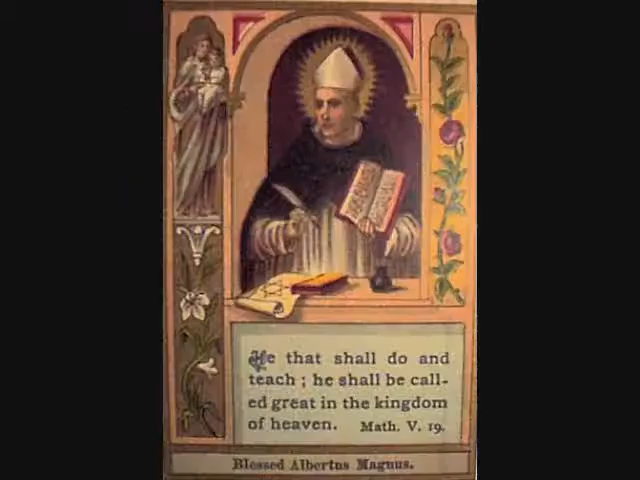 He that shall do and
teach ; he shall be call-
ed great in the kingdom
of heaven. Math. V. 19.
Blessed Albertus Magnus.